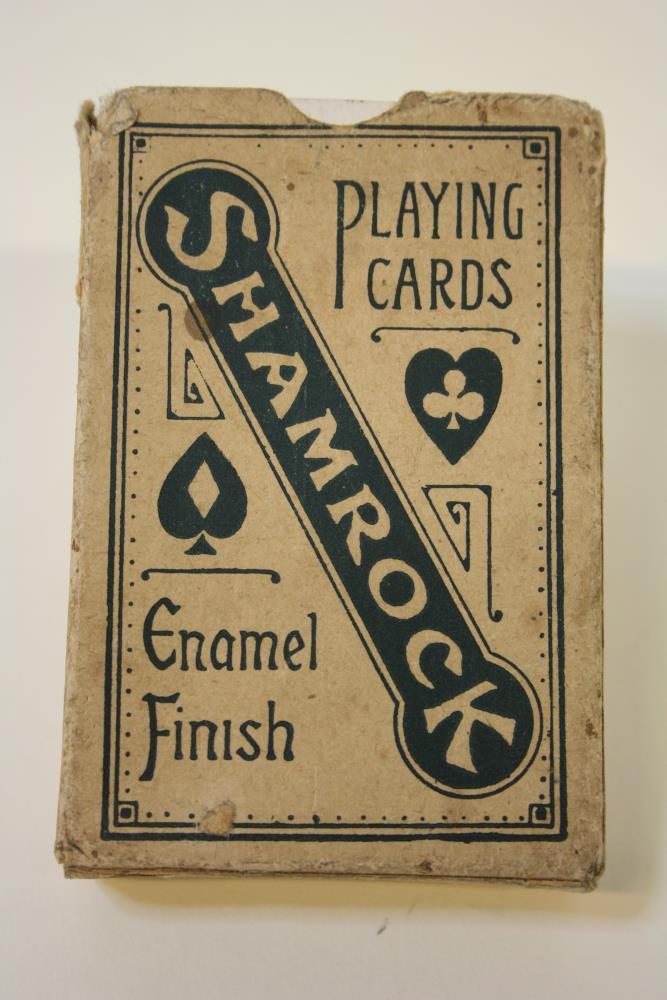 SHAMROCK
PLAYING
CARDS
Enamel
Finish